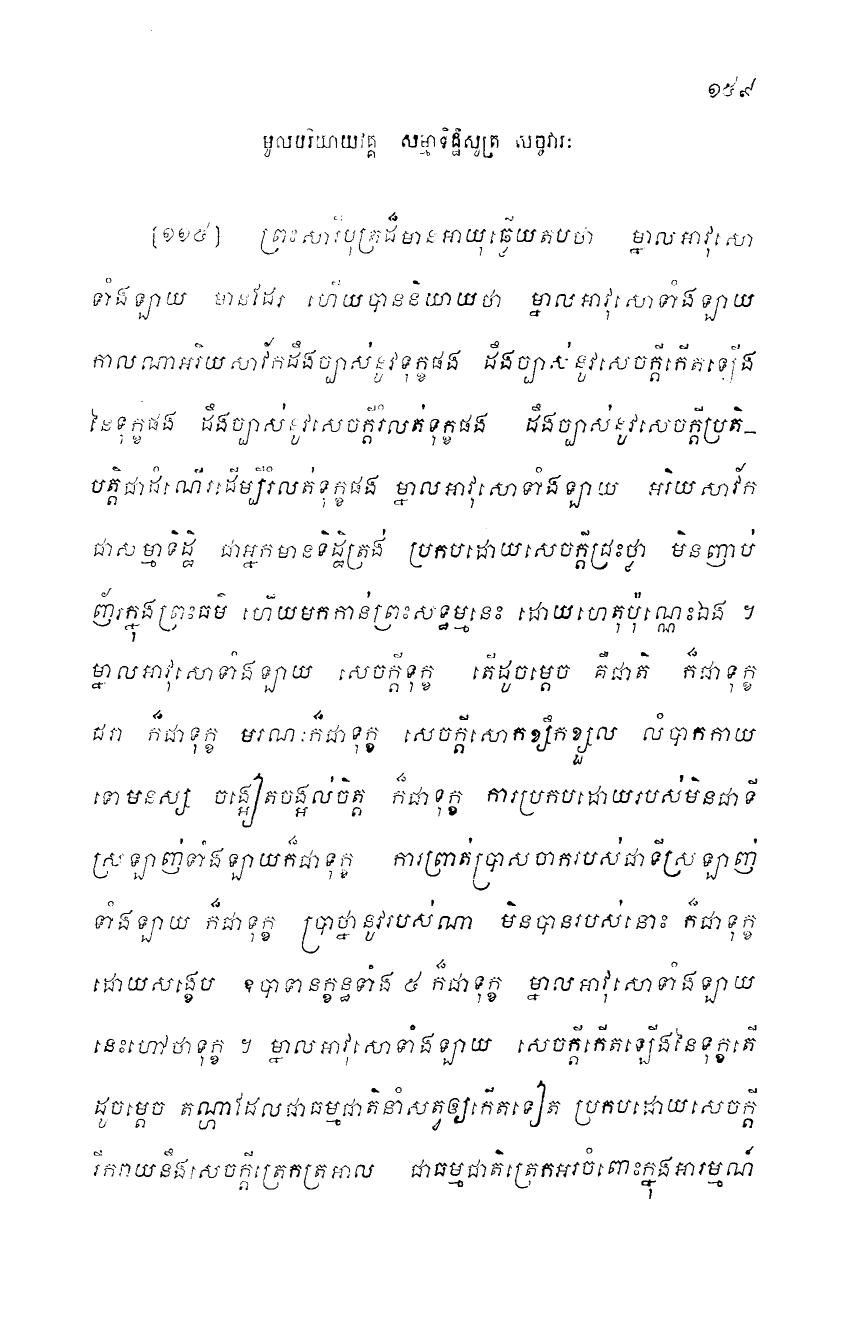 ១៥៩
មូលបរិយាយវគ្គ សម្មាទិដ្ឋិសូត្រ សច្ចវារៈ
[១១៥] ព្រះសារីបុត្រដ៏មានអាយុឆ្លើយតបថា ម្នាលអាវុសោ
ទាំងឡាយ មានដែរ ហើយបាននិយាយថា ម្នាលអាវុសោទាំងឡាយ
កាលណាអរិយសាវ័កដឹងច្បាស់នូវទុក្ខផង ដឹងច្បាស់នូវសេចក្តីកើតឡើង
នៃទុក្ខផង ដឹងច្បាស់នូវសេចក្តីរំលត់ទុក្ខផង ដឹងច្បាស់នូវសេចក្តីប្រតិ-
បត្តិជាដំណើរដើម្បីរំលត់ទុក្ខផង ម្នាលអាវុសោទាំងឡាយ អរិយសាវ័ក
ជាសម្មាទិដ្ឋិ ជាអ្នកមានទិដ្ឋិត្រង់ ប្រកបដោយសេចក្តីជ្រះថ្លា មិនញាប់
ញ័រក្នុងព្រះធម៌ ហើយមកកាន់ព្រះសទ្ធម្មនេះ ដោយហេតុប៉ុណ្ណេះឯង ។
ម្នាលអាវុសោទាំងឡាយ សេចក្តីទុក្ខ តើដូចម្តេច គឺជាតិ ក៏ជាទុក្ខ
ជរា ក៏ជាទុក្ខ មរណៈក៏ជាទុក្ខ សេចក្តីសោកខ្សឹកខ្សួល លំបាកកាយ
ទោមនស្ស ចង្អៀតចង្អល់ចិត្ត ក៏ជាទុក្ខ ការប្រកបដោយរបស់មិនជាទី
ស្រឡាញ់ទាំងឡាយក៏ជាទុក្ខ ការព្រាត់ប្រាសចាករបស់ជាទីស្រឡាញ់
ទាំងឡាយ ក៏ជាទុក្ខ ប្រាថ្នានូវរបស់ណា មិនបានរបស់នោះ ក៏ជាទុក្ខ
ដោយសង្ខេប ឧបាទានក្ខន្ធទាំង ៥ ក៏ជាទុក្ខ ម្នាលអាវុសោទាំងឡាយ
នេះហៅថាទុក្ខ ។ ម្នាលអាវុសោទាំងឡាយ សេចក្តីកើតឡើងនៃទុក្ខតើ
ដូចម្តេច តណ្ហាដែលជាធម្មជាតិនាំសត្វឲ្យកើតទៀត ប្រកបដោយសេចក្តី
រីករាយនឹងសេចក្តីត្រេកត្រអាល ជាធម្មជាតិត្រេកអរចំពោះក្នុងអារម្មណ៍